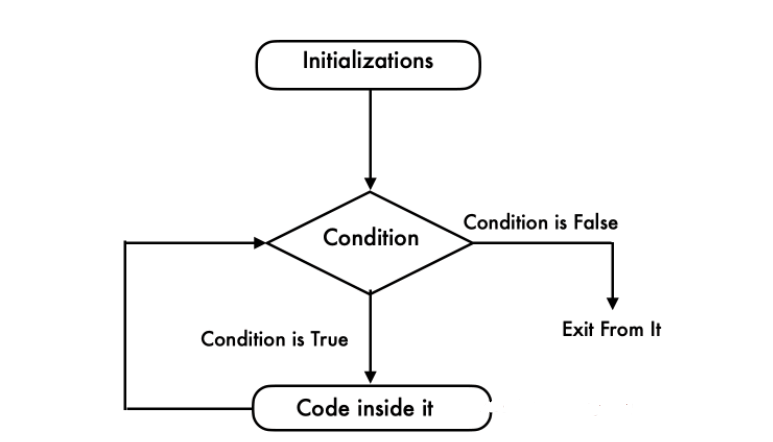 Initializations
Condition
Condition is False
Exit From It
Condition is True
Code inside it